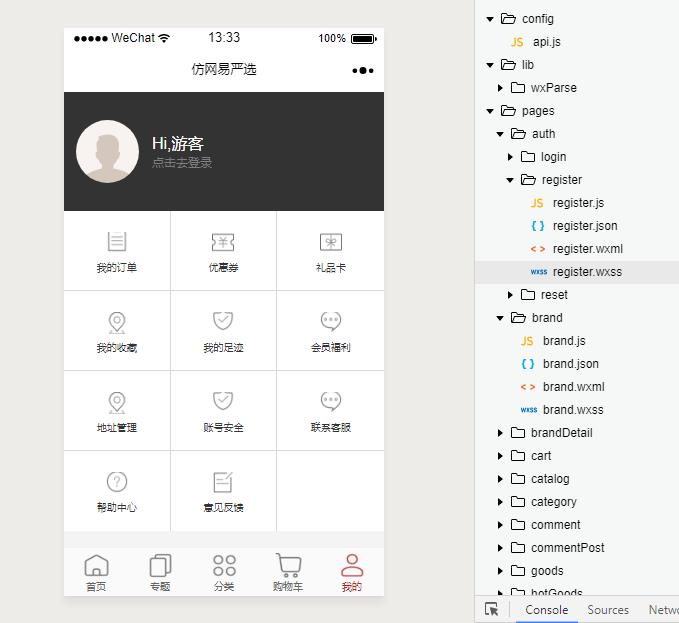 WeChat 13:33 100%
仿网易严选
Hi,游客
点击去登录
我的订单 优惠券 礼品卡
我的收藏 我的足迹 会员福利
地址管理 账号安全 联系客服
帮助中心 意见反馈
首页 专题 分类 购物车 我的
config
JS api.js
lib
wxParse
pages
auth
login
register
JS register.js
{ } register.json
< > register.wxml
wxss register.wxss
reset
brand
JS brand.js
{ } brand.json
< > brand.wxml
wxss brand.wxss
brandDetail
cart
catalog
category
comment
commentPost
goods
hotGoods
Console Sources Netw